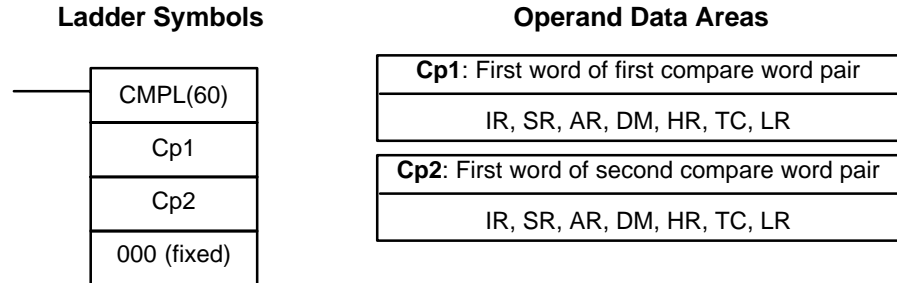 Ladder Symbols
CMPL(60)
Cp1
Cp2
000 (fixed)
Operand Data Areas
Cp1: First word of first compare word pair
IR, SR, AR, DM, HR, TC, LR
Cp2: First word of second compare word pair
IR, SR, AR, DM, HR, TC, LR